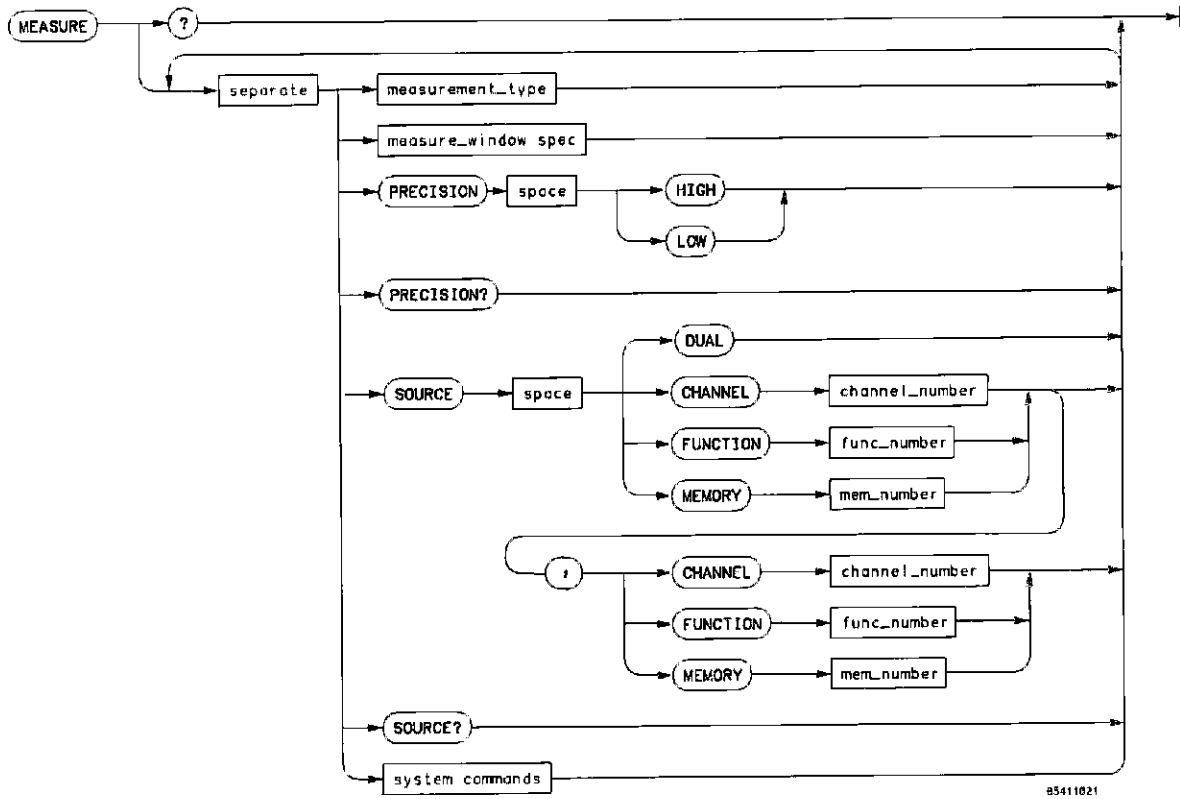 MEASURE
?
separate
measurement_type
measure_window spec
PRECISION space HIGH
LOW
PRECISION?
DUAL
SOURCE space CHANNEL channel_number
FUNCTION func_number
MEMORY mem_number
, CHANNEL channel_number
FUNCTION func_number
MEMORY mem_number
SOURCE?
system commands
85411821